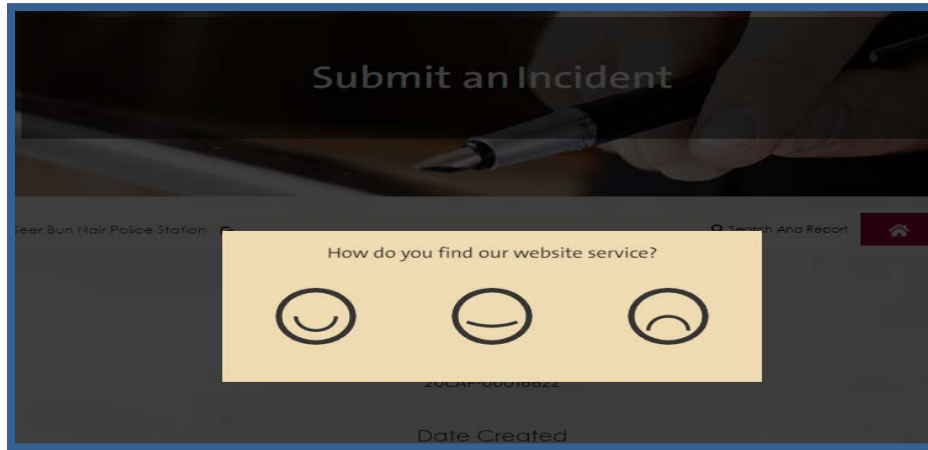 Submit an Incident
Seer Bun Nair Police Station
Search And Report
How do you find our website service?
20CAP-00016622
Date Created